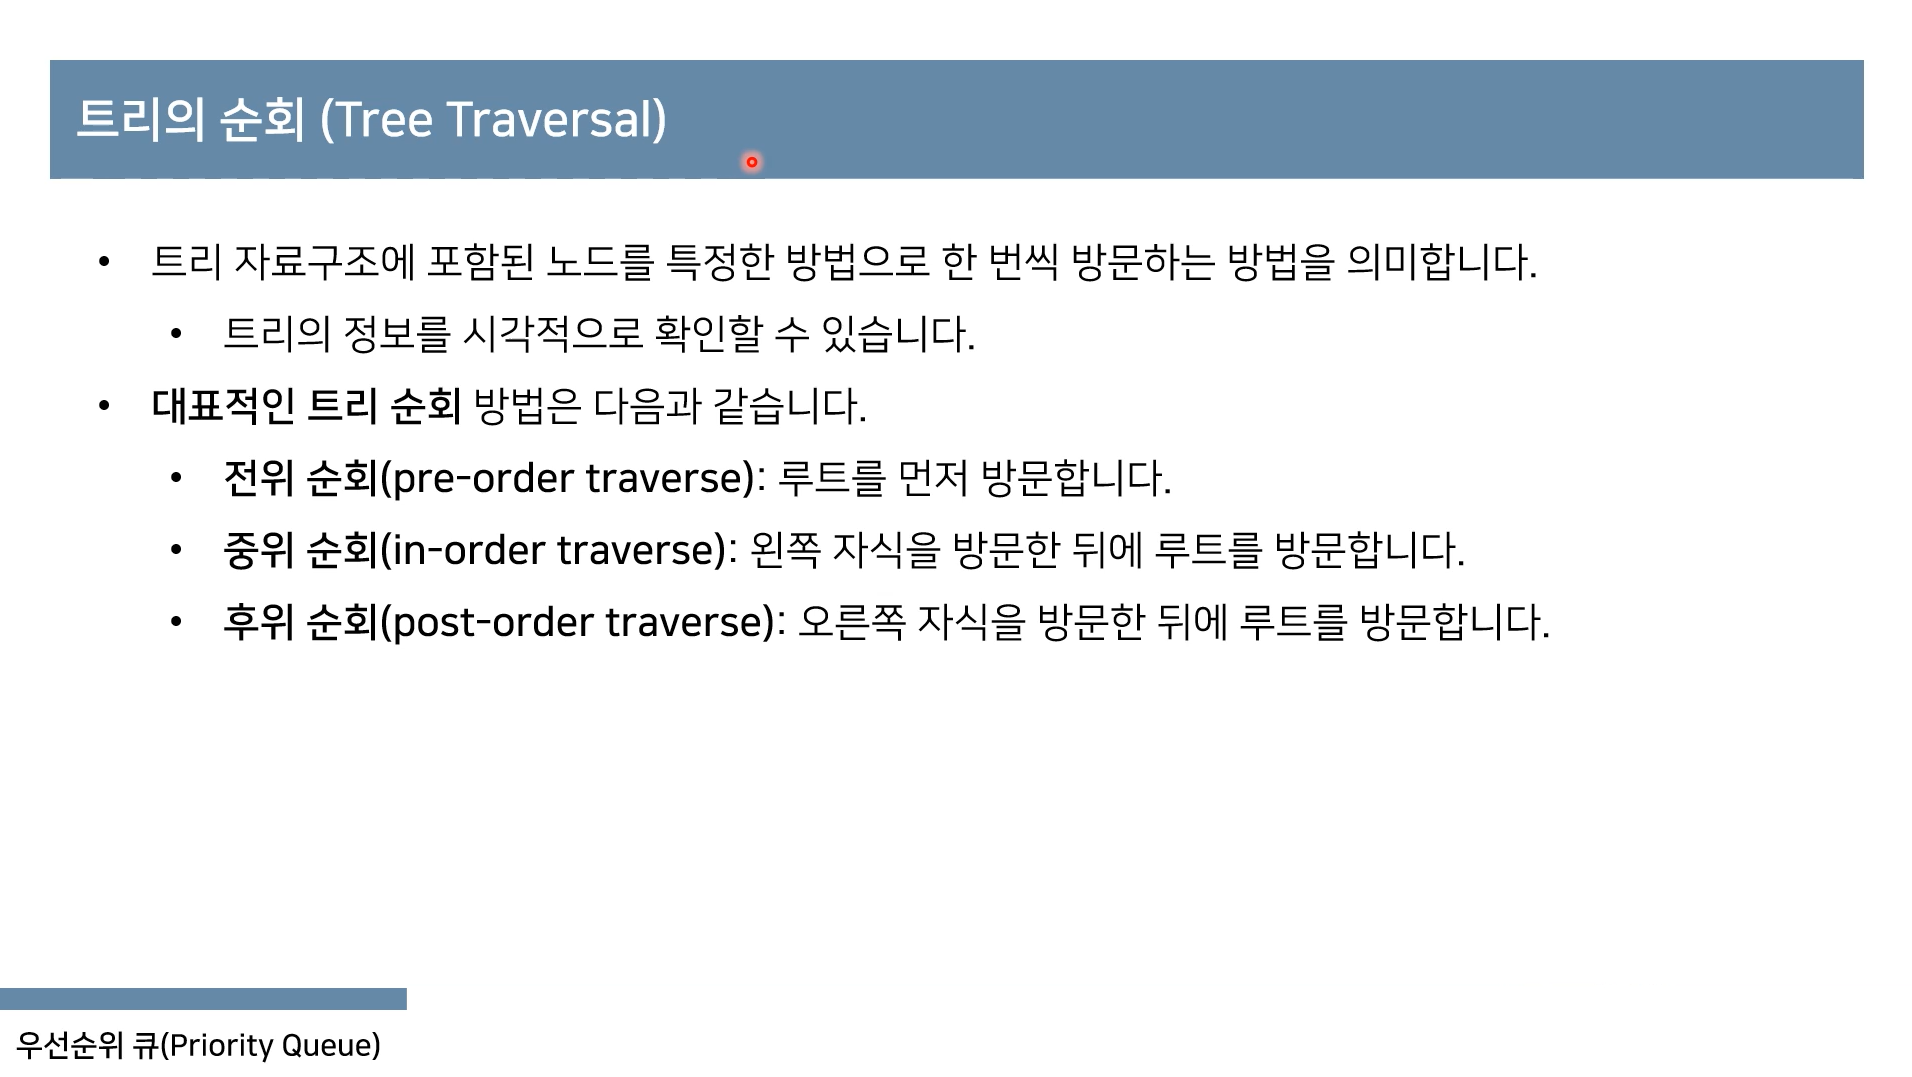 트리의 순회 (Tree Traversal)
• 트리 자료구조에 포함된 노드를 특정한 방법으로 한 번씩 방문하는 방법을 의미합니다.
• 트리의 정보를 시각적으로 확인할 수 있습니다.
• 대표적인 트리 순회 방법은 다음과 같습니다.
• 전위 순회(pre-order traverse): 루트를 먼저 방문합니다.
• 중위 순회(in-order traverse): 왼쪽 자식을 방문한 뒤에 루트를 방문합니다.
• 후위 순회(post-order traverse): 오른쪽 자식을 방문한 뒤에 루트를 방문합니다.
우선순위 큐(Priority Queue)